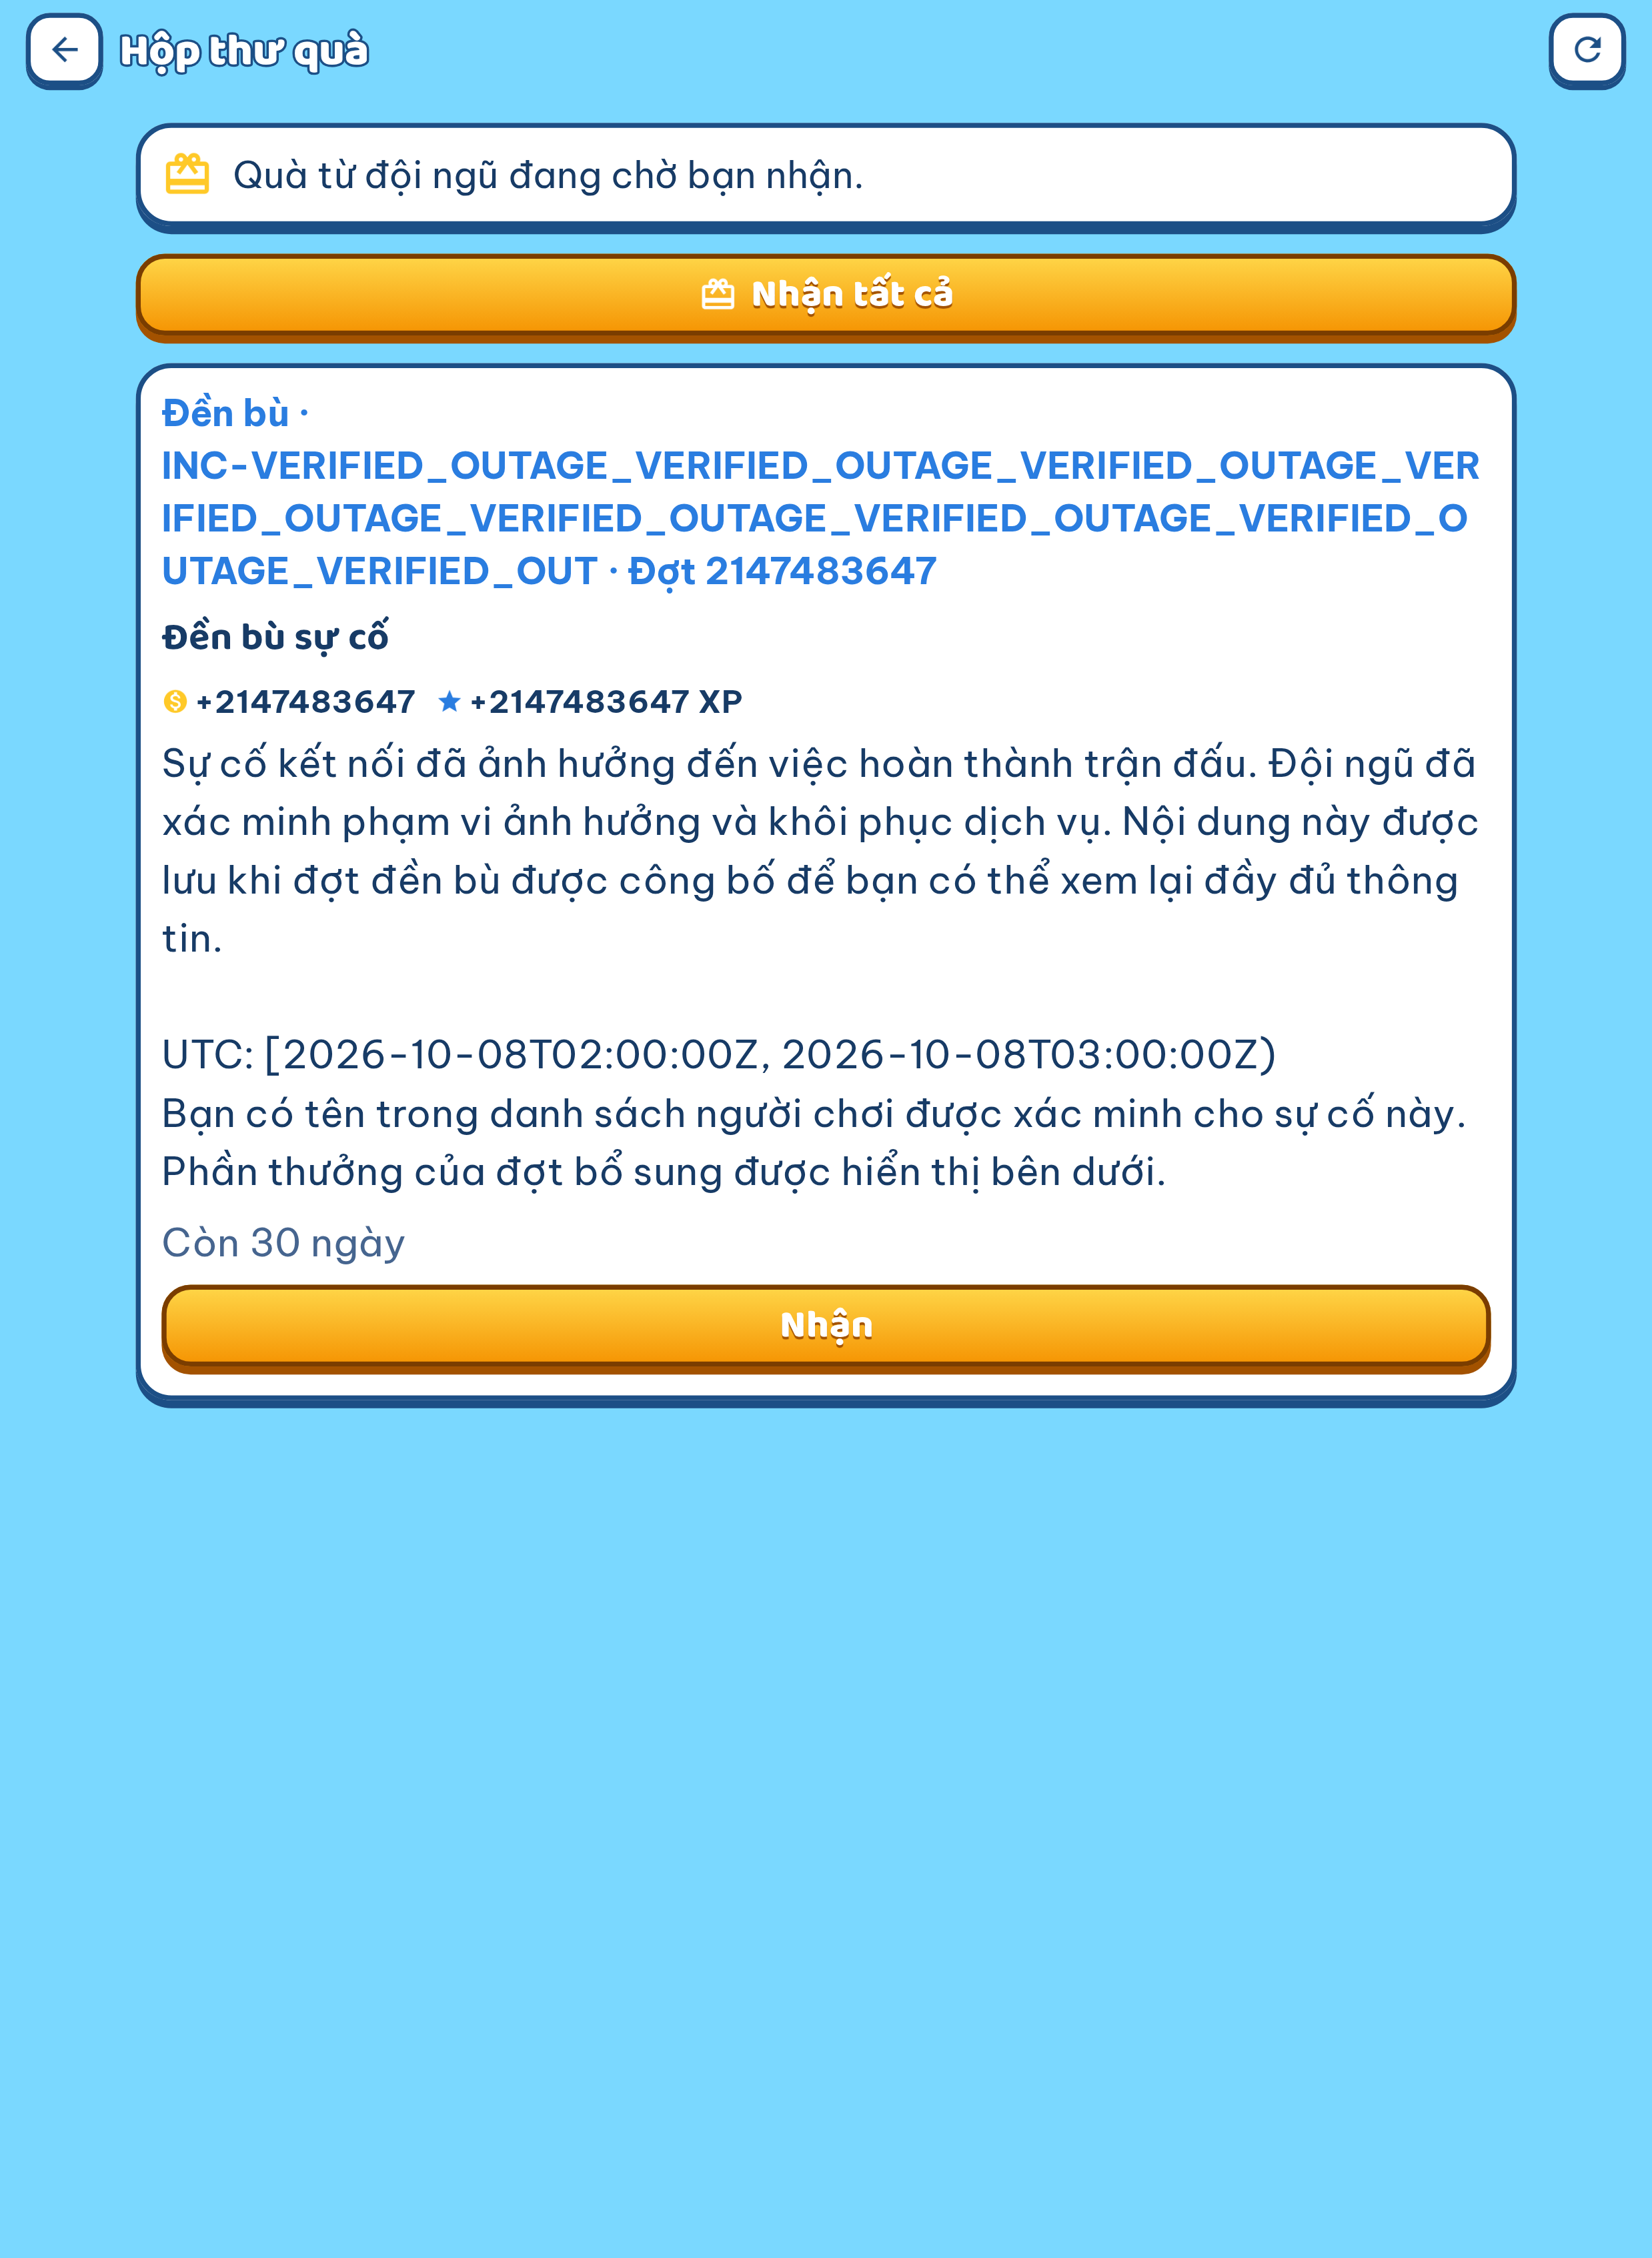 Hộp thư quà
Quà từ đội ngũ đang chờ bạn nhận.
Nhận tất cả
Đền bù ·
INC-VERIFIED_OUTAGE_VERIFIED_OUTAGE_VERIFIED_OUTAGE_VER
IFIED_OUTAGE_VERIFIED_OUTAGE_VERIFIED_OUTAGE_VERIFIED_O
UTAGE_VERIFIED_OUT · Đợt 2147483647
Đền bù sự cố
+2147483647 +2147483647 XP
Sự cố kết nối đã ảnh hưởng đến việc hoàn thành trận đấu. Đội ngũ đã
xác minh phạm vi ảnh hưởng và khôi phục dịch vụ. Nội dung này được
lưu khi đợt đền bù được công bố để bạn có thể xem lại đầy đủ thông
tin.
UTC: [2026-10-08T02:00:00Z, 2026-10-08T03:00:00Z)
Bạn có tên trong danh sách người chơi được xác minh cho sự cố này.
Phần thưởng của đợt bổ sung được hiển thị bên dưới.
Còn 30 ngày
Nhận